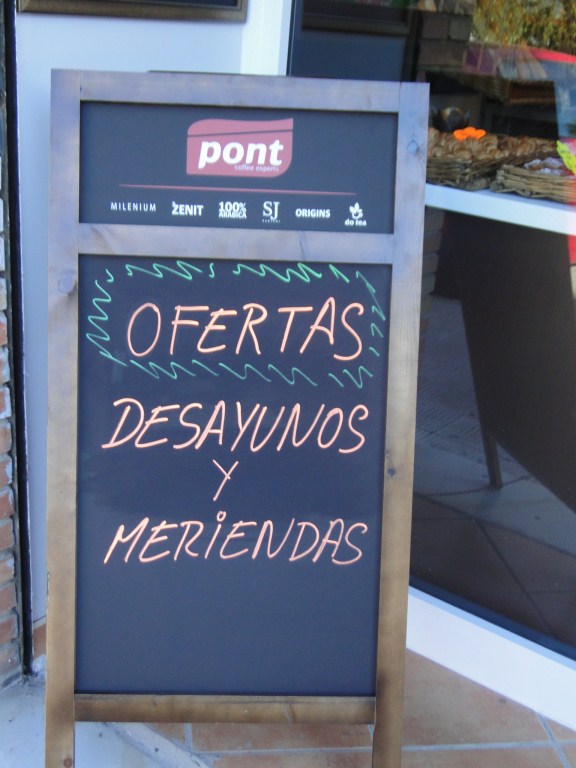 pont
coffee experts
MILENIUM ZENIT 100% ARABICA SJ ORIGINS do tea
OFERTAS
DESAYUNOS
Y
MERIENDAS